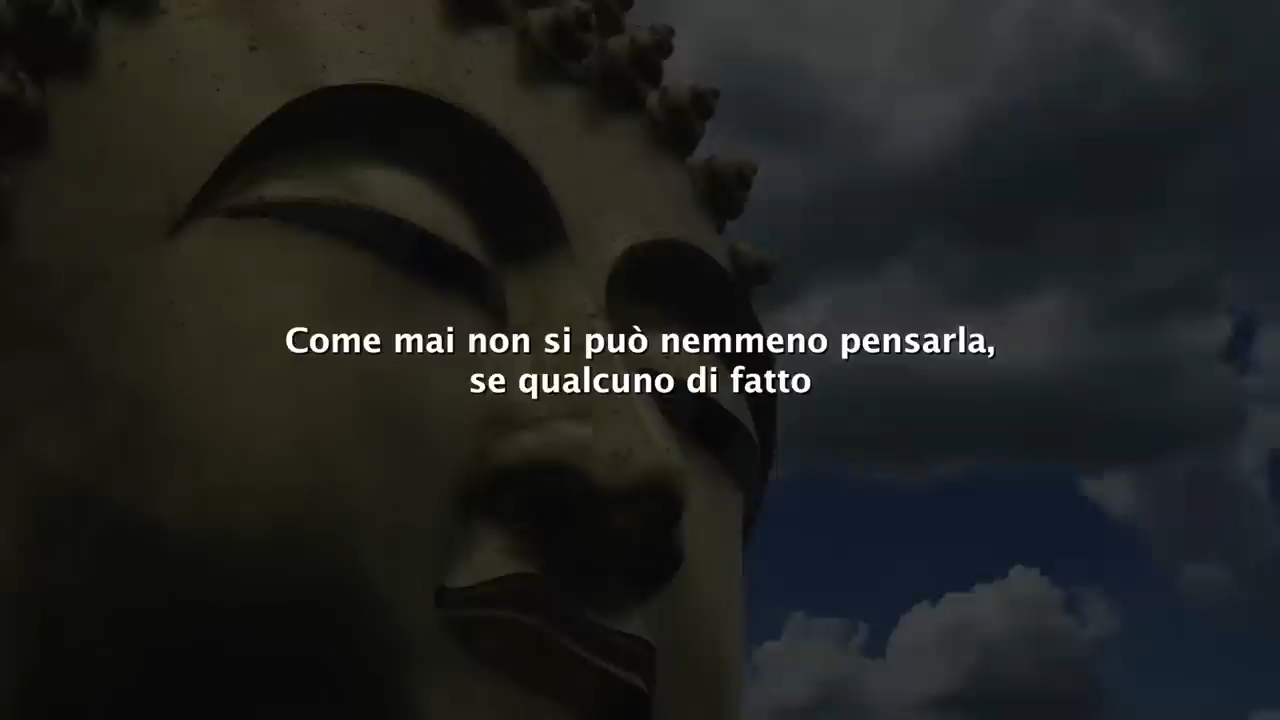 Come mai non si può nemmeno pensarla,
se qualcuno di fatto